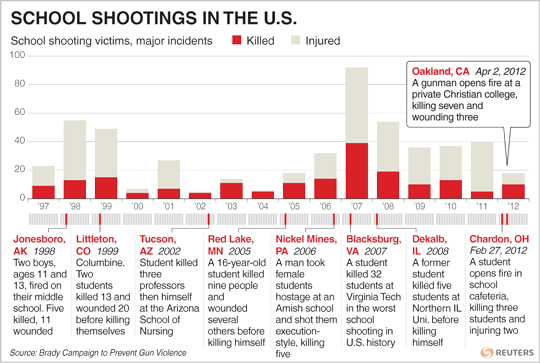 SCHOOL SHOOTINGS IN THE U.S.
School shooting victims, major incidents
Killed
Injured
100
80
60
40
20
0
Oakland, CA Apr 2, 2012
A gunman opens fire at a
private Christian college,
killing seven and
wounding three
'97 '98 '99 '00 '01 '02 '03 '04 '05 '06 '07 '08 '09 '10 '11 '12
Jonesboro,
AK 1998
Two boys,
ages 11 and
13, fired on
their middle
school. Five
killed, 11
wounded
Littleton,
CO 1999
Columbine.
Two
students
killed 13 and
wounded 20
before killing
themselves
Tucson,
AZ 2002
Student killed
three
professors
then himself
at the Arizona
School of
Nursing
Red Lake,
MN 2005
A 16-year-old
student killed
nine people
and
wounded
several
others before
killing himself
Nickel Mines,
PA 2006
A man took
female
students
hostage at an
Amish school
and shot them
execution-
style, killing
five
Blacksburg,
VA 2007
A student
killed 32
students at
Virginia Tech
in the worst
school
shooting in
U.S. history
Dekalb,
IL 2008
A former
student killed
five students
at Northern IL
Uni. before
killing
himself
Chardon, OH
Feb 27, 2012
A student
opens fire in
school
cafeteria,
killing three
students and
injuring two
Source: Brady Campaign to Prevent Gun Violence
REUTERS